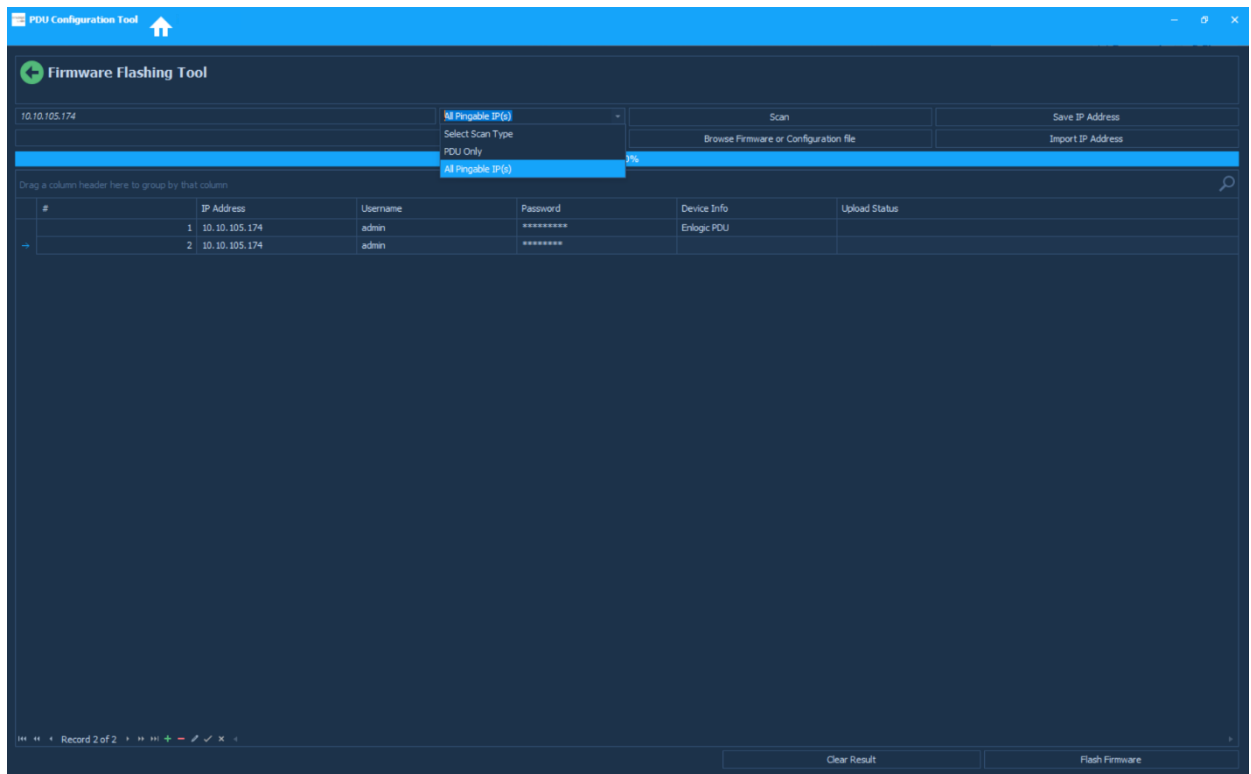 PDU Configuration Tool
Firmware Flashing Tool
10.10.105.174 All Pingable IP(s) Scan Save IP Address
Select Scan Type
Browse Firmware or Configuration file Import IP Address
PDU Only
%
All Pingable IP(s)
Drag a column header here to group by that column
# IP Address Username Password Device Info Upload Status
1 10.10.105.174 admin ********* Enlogic PDU
2 10.10.105.174 admin ********
Record 2 of 2
Clear Result Flash Firmware